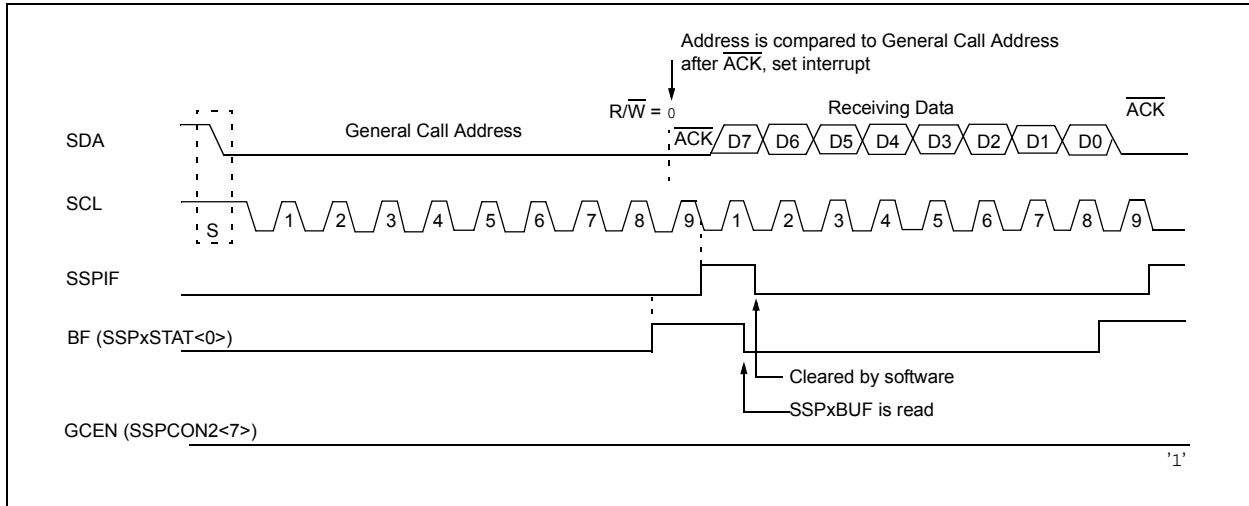 Address is compared to General Call Address
after ACK, set interrupt
R/W = 0
Receiving Data
ACK
SDA
General Call Address
ACK D7 D6 D5 D4 D3 D2 D1 D0
SCL
S 1 2 3 4 5 6 7 8 9 1 2 3 4 5 6 7 8 9
SSPIF
BF (SSPxSTAT<0>)
Cleared by software
SSPxBUF is read
GCEN (SSPCON2<7>)
'1'